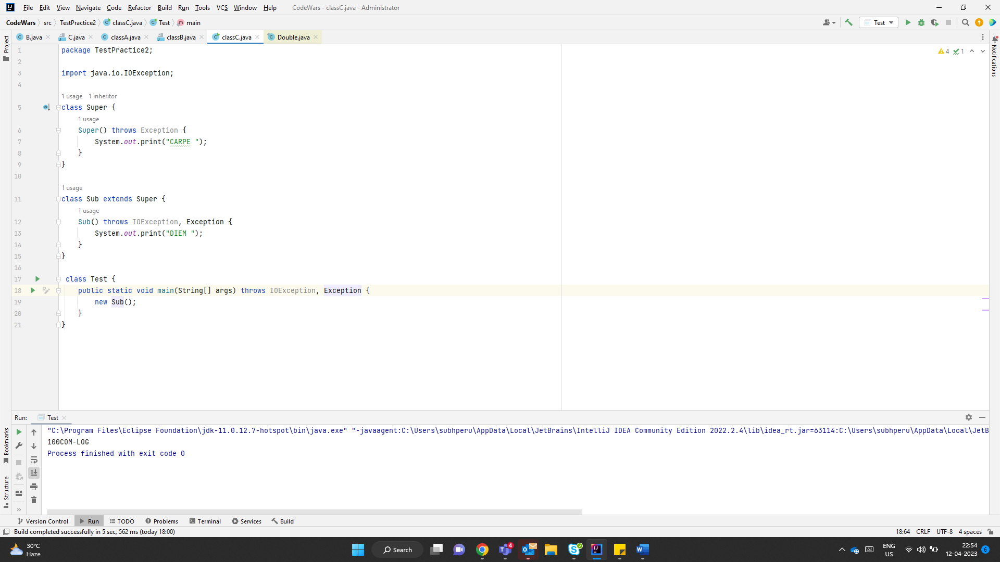 File Edit View Navigate Code Refactor Build Run Tools VCS Window Help CodeWars - classC.java - Administrator
CodeWars src TestPractice2 classC.java Test main Test
B.java C.java classA.java classB.java classC.java Double.java
Project
Notifications
4 1
1 package TestPractice2;
2
3 import java.io.IOException;
4
1 usage 1 inheritor
5 class Super {
1 usage
6 Super() throws Exception {
7 System.out.print("CARPE ");
8 }
9 }
10
1 usage
11 class Sub extends Super {
1 usage
12 Sub() throws IOException, Exception {
13 System.out.print("DIEM ");
14 }
15 }
16
17 class Test {
18 public static void main(String[] args) throws IOException, Exception {
19 new Sub();
20 }
21 }
Run: Test
"C:\Program Files\Eclipse Foundation\jdk-11.0.12.7-hotspot\bin\java.exe" "-javaagent:C:\Users\subhperu\AppData\Local\JetBrains\IntelliJ IDEA Community Edition 2022.2.4\lib\idea_rt.jar=63114:C:\Users\subhperu\AppData\Local\JetB
100COM-LOG
Process finished with exit code 0
Bookmarks
Structure
Version Control Run TODO Problems Terminal Services Build
Build completed successfully in 5 sec, 562 ms (today 18:00) 18:64 CRLF UTF-8 4 spaces
30°C
Haze
Search
4
ENG
US
22:54
12-04-2023
6